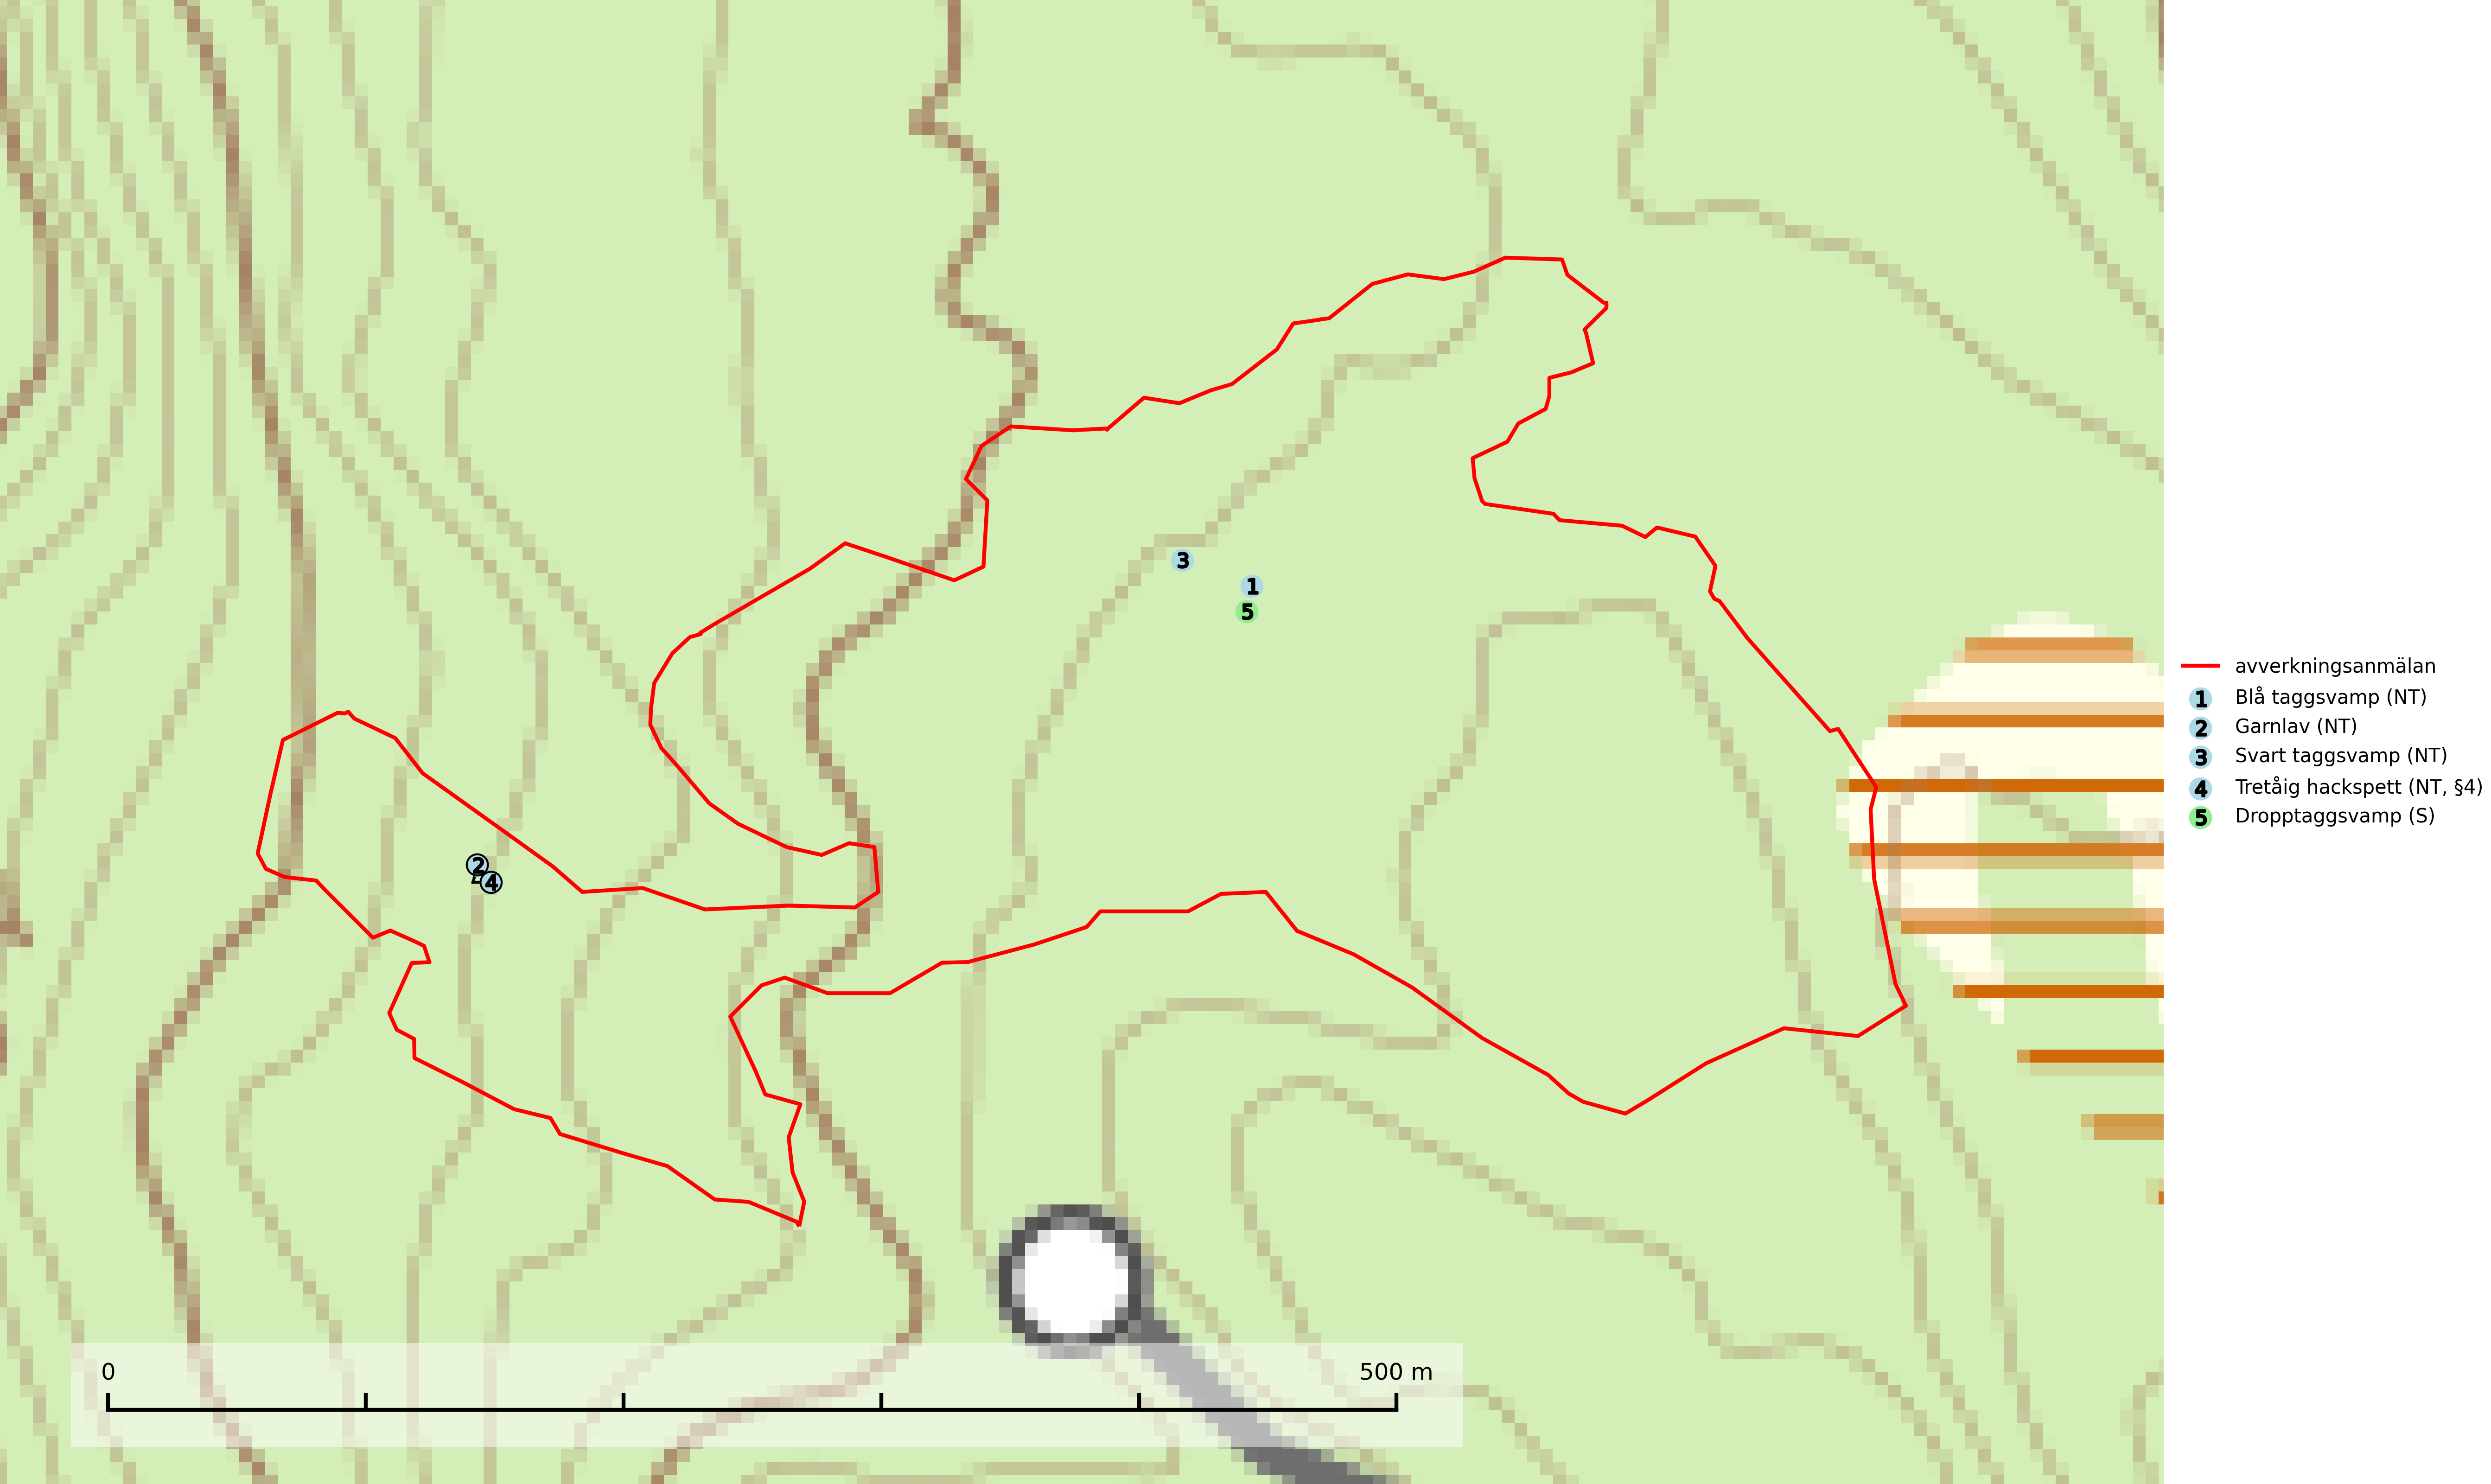 3
1
5
2
4
avverkningsanmälan
1 Blå taggsvamp (NT)
2 Garnlav (NT)
3 Svart taggsvamp (NT)
4 Tretåig hackspett (NT, §4)
5 Dropptaggsvamp (S)
0 500 m